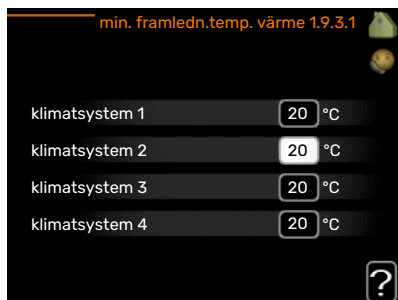 min. framledn.temp. värme 1.9.3.1
klimatsystem 1 20 °C
klimatsystem 2 20 °C
klimatsystem 3 20 °C
klimatsystem 4 20 °C
?